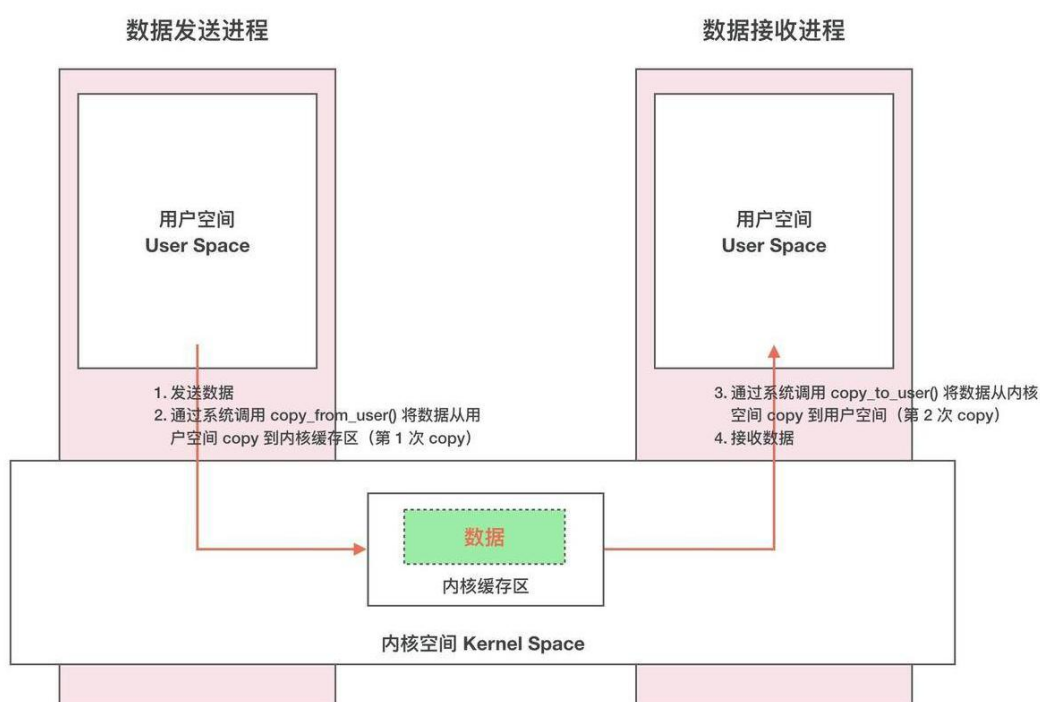 数据发送进程
数据接收进程
用户空间
User Space
用户空间
User Space
1. 发送数据
2. 通过系统调用 copy_from_user() 将数据从用
户空间 copy 到内核缓存区（第 1 次 copy）
3. 通过系统调用 copy_to_user() 将数据从内核
空间 copy 到用户空间（第 2 次 copy）
4. 接收数据
数据
内核缓存区
内核空间 Kernel Space